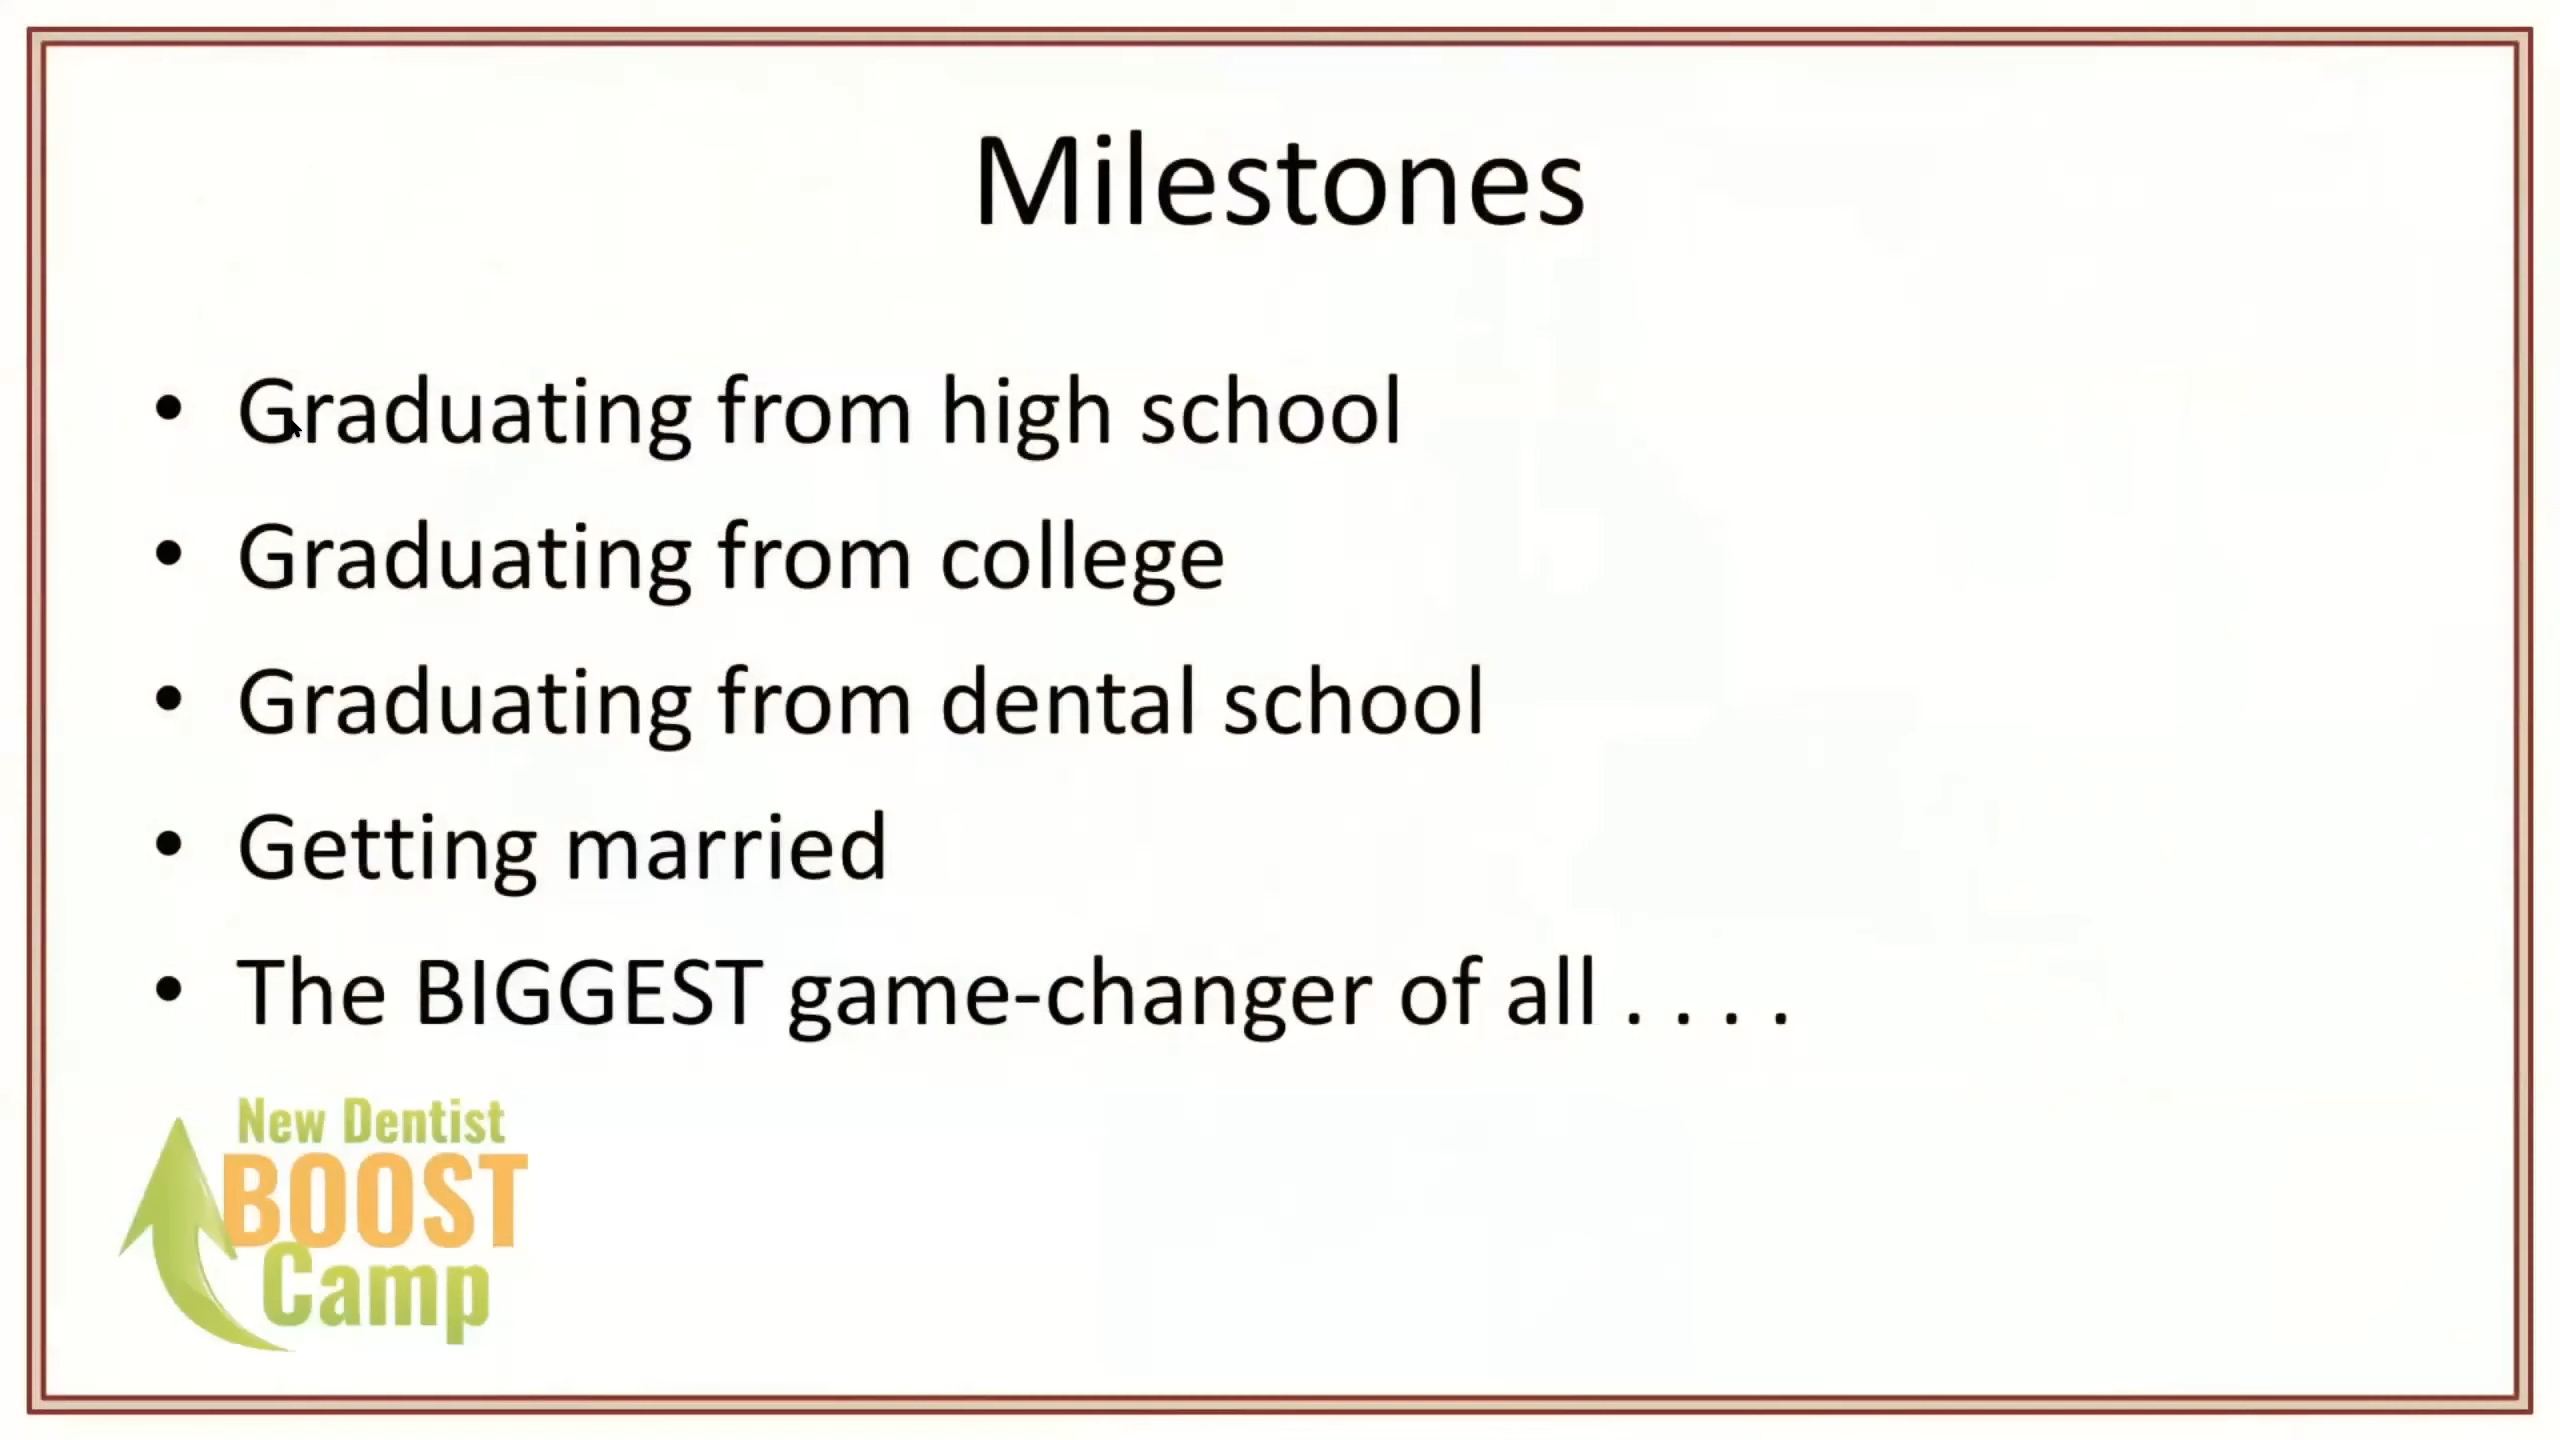 Milestones
• Graduating from high school
• Graduating from college
• Graduating from dental school
• Getting married
• The BIGGEST game-changer of all . . . .
New Dentist
BOOST
Camp